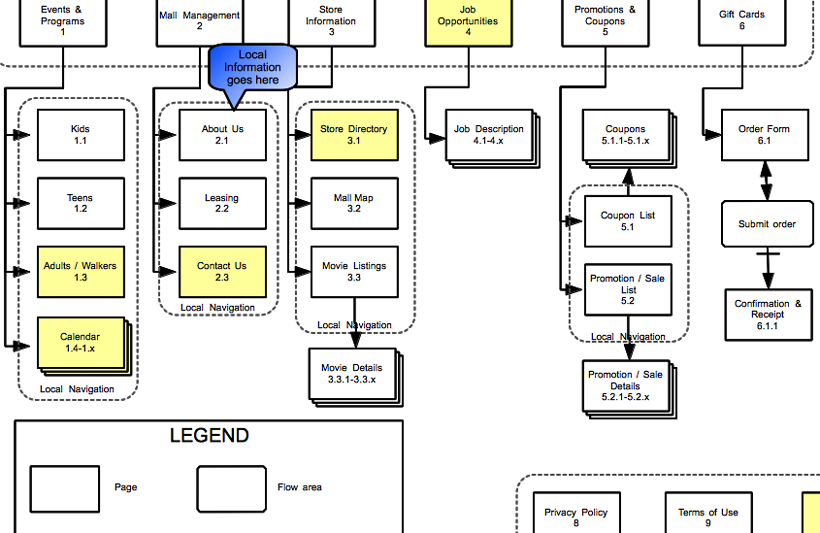 Events &
Programs
1
Mall Management
2
Store
Information
3
Job
Opportunities
4
Promotions &
Coupons
5
Gift Cards
6
Local
Information
goes here
Kids
1.1
About Us
2.1
Store Directory
3.1
Job Description
4.1-4.x
Coupons
5.1.1-5.1.x
Order Form
6.1
Teens
1.2
Leasing
2.2
Mall Map
3.2
Coupon List
5.1
Submit order
Adults / Walkers
1.3
Contact Us
2.3
Movie Listings
3.3
Promotion / Sale
List
5.2
Confirmation &
Receipt
6.1.1
Local Navigation
Local Navigation
Local Navigation
Calendar
1.4-1.x
Local Navigation
Movie Details
3.3.1-3.3.x
Promotion / Sale
Details
5.2.1-5.2.x
LEGEND
Page
Flow area
Privacy Policy
8
Terms of Use
9